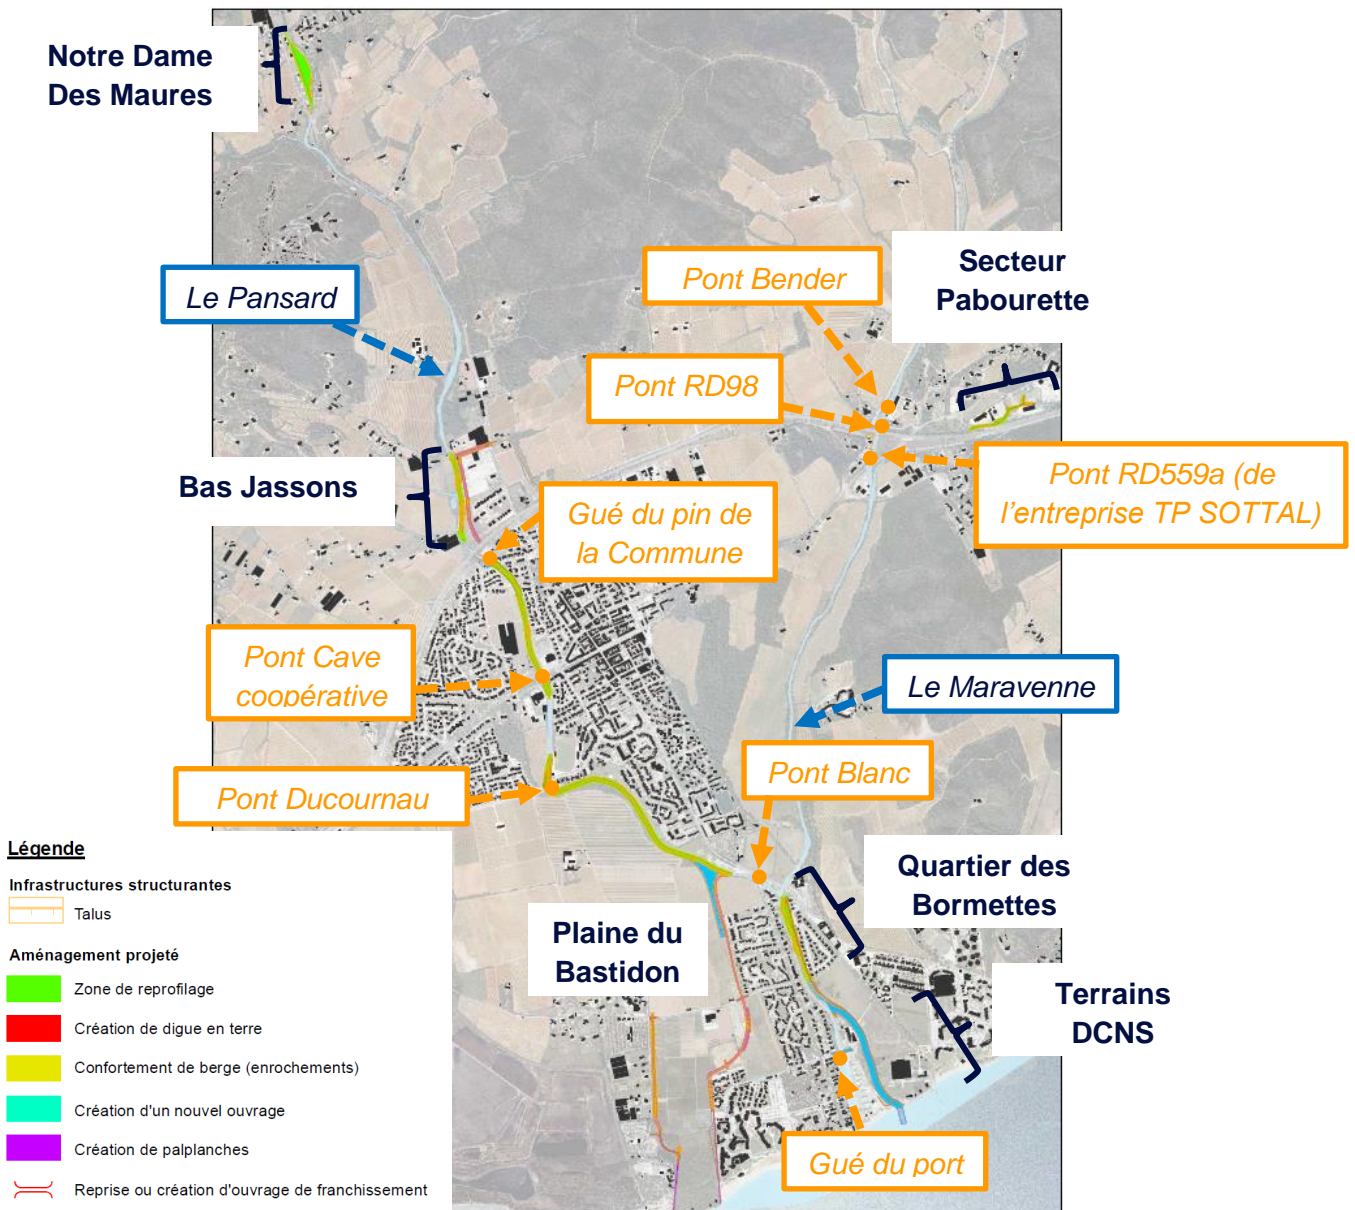 Notre Dame
Des Maures
Le Pansard
Pont Bender
Secteur
Pabourette
Pont RD98
Bas Jassons
Gué du pin de
la Commune
Pont RD559a (de
l'entreprise TP SOTTAL)
Pont Cave
coopérative
Le Maravenne
Pont Ducournau
Pont Blanc
Quartier des
Bormettes
Plaine du
Bastidon
Terrains
DCNS
Gué du port
Légende
Infrastructures structurantes
Talus
Aménagement projeté
Zone de reprofilage
Création de digue en terre
Confortement de berge (enrochements)
Création d'un nouvel ouvrage
Création de palplanches
Reprise ou création d'ouvrage de franchissement